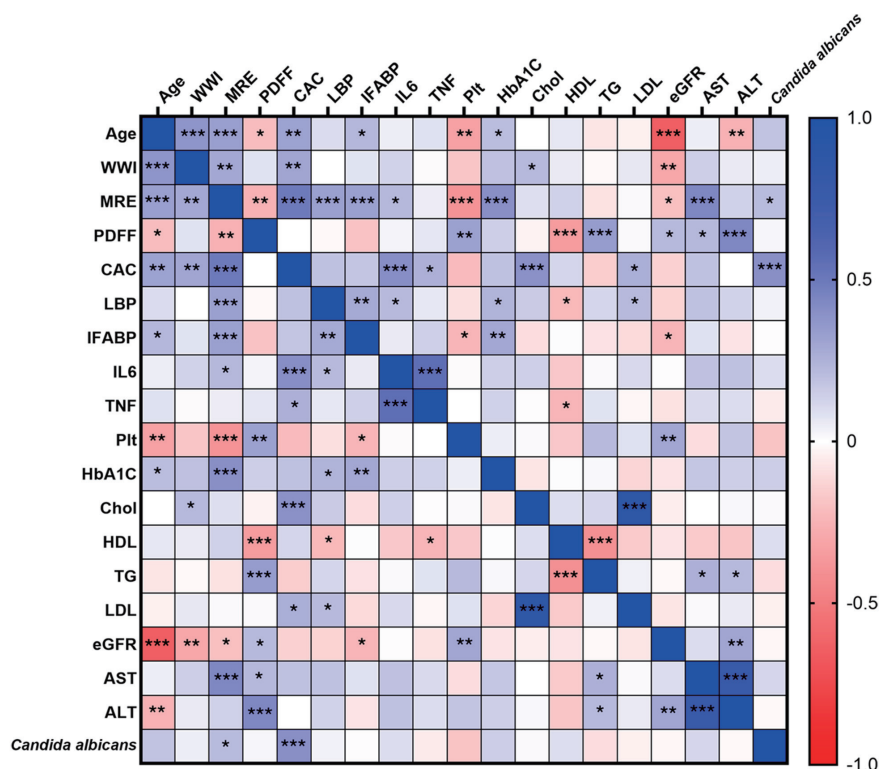 Age WWI MRE PDFF CAC LBP IFABP IL6 TNF Plt HbA1C Chol HDL TG LDL eGFR AST ALT Candida albicans
Age *** *** * ** * ** * *** **
WWI *** ** ** * **
MRE *** ** ** *** *** *** * *** *** * *** *
PDFF * ** ** *** *** * * ***
CAC ** ** *** *** * *** * ***
LBP *** ** * * * *
IFABP * *** ** * ** *
IL6 * *** * ***
TNF * *** *
Plt ** *** ** * **
HbA1C * *** * **
Chol * *** ***
HDL *** * * ***
TG *** *** * *
LDL * * ***
eGFR *** ** * * * ** **
AST *** * * ***
ALT ** *** * ** ***
Candida albicans * ***
1.0
0.5
0
-0.5
-1.0